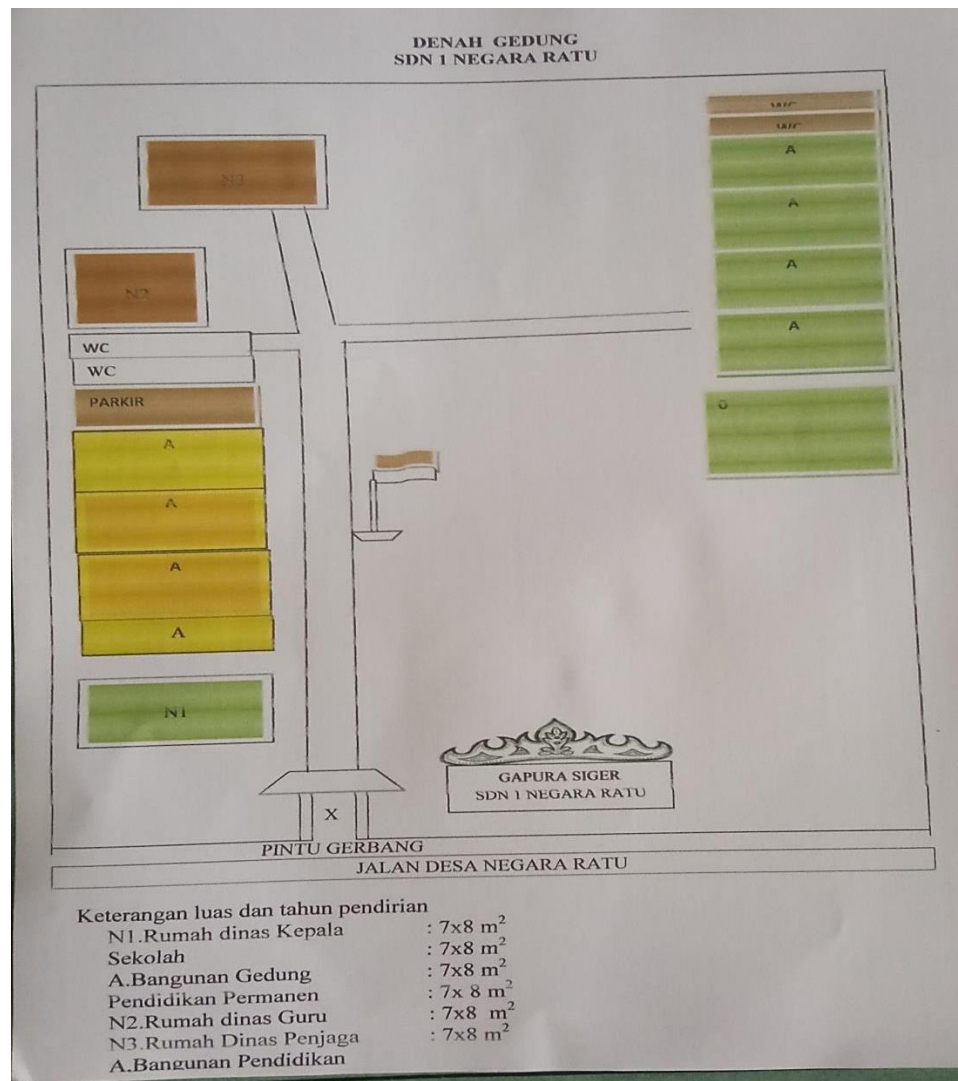 DENAH GEDUNG
SDN 1 NEGARA RATU
WC
WC
A
A
A
A
N3
N2
WC
WC
PARKIR
A
A
A
A
N1
GAPURA SIGER
SDN 1 NEGARA RATU
X
PINTU GERBANG
JALAN DESA NEGARA RATU
Keterangan luas dan tahun pendirian
N1.Rumah dinas Kepala : 7x8 m²
Sekolah : 7x8 m²
A.Bangunan Gedung : 7x8 m²
Pendidikan Permanen : 7x 8 m²
N2.Rumah dinas Guru : 7x8 m²
N3.Rumah Dinas Penjaga : 7x8 m²
A.Bangunan Pendidikan